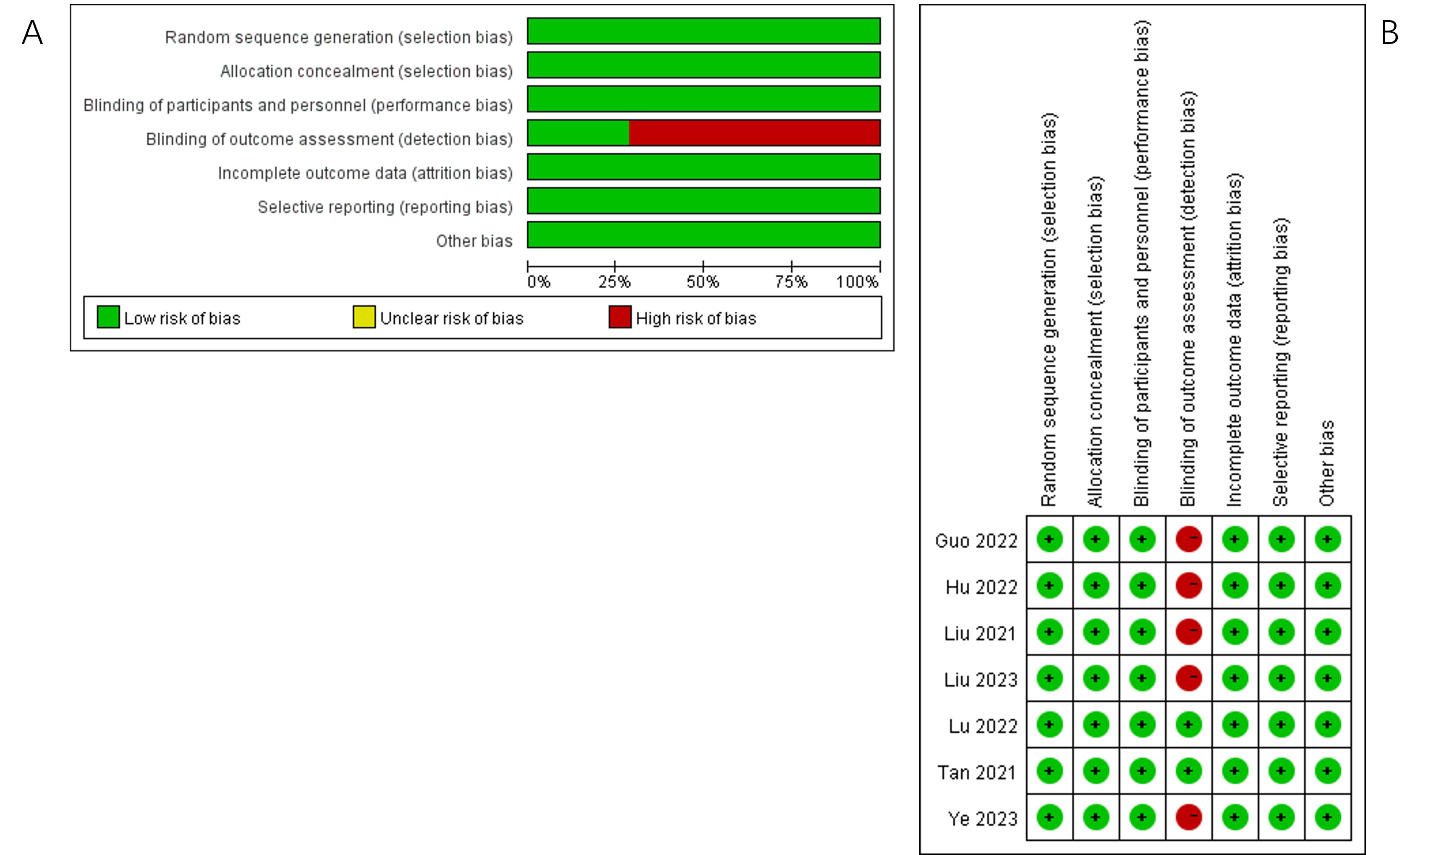 A
Random sequence generation (selection bias)
Allocation concealment (selection bias)
Blinding of participants and personnel (performance bias)
Blinding of outcome assessment (detection bias)
Incomplete outcome data (attrition bias)
Selective reporting (reporting bias)
Other bias
0% 25% 50% 75% 100%
Low risk of bias Unclear risk of bias High risk of bias
B
Random sequence generation (selection bias)
Allocation concealment (selection bias)
Blinding of participants and personnel (performance bias)
Blinding of outcome assessment (detection bias)
Incomplete outcome data (attrition bias)
Selective reporting (reporting bias)
Other bias
Guo 2022 + + + - + + +
Hu 2022 + + + - + + +
Liu 2021 + + + - + + +
Liu 2023 + + + - + + +
Lu 2022 + + + + + + +
Tan 2021 + + + + + + +
Ye 2023 + + + - + + +